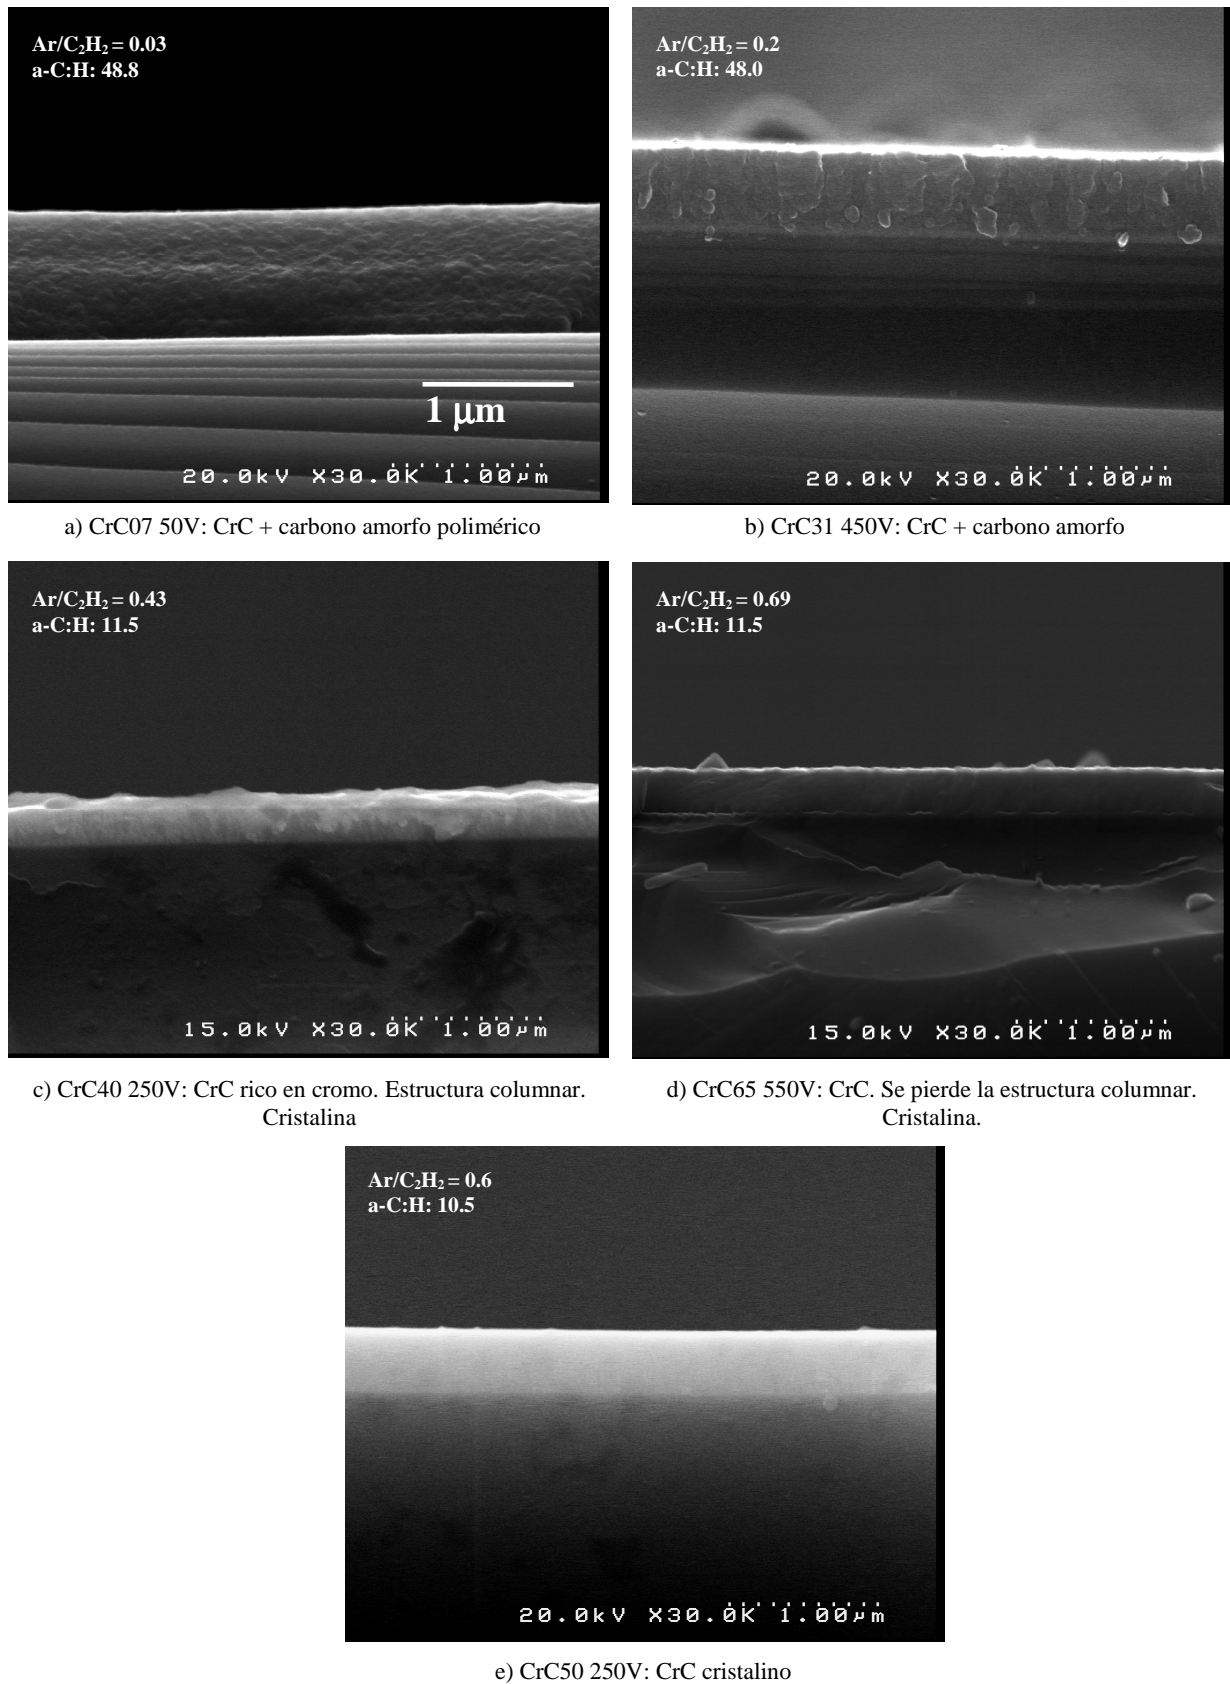 Ar/C₂H₂ = 0.03
a-C:H: 48.8
1 μm
20.0kV X30.0K 1.00μm
a) CrC07 50V: CrC + carbono amorfo polimérico
Ar/C₂H₂ = 0.2
a-C:H: 48.0
20.0kV X30.0K 1.00μm
b) CrC31 450V: CrC + carbono amorfo
Ar/C₂H₂ = 0.43
a-C:H: 11.5
15.0kV X30.0K 1.00μm
c) CrC40 250V: CrC rico en cromo. Estructura columnar.
Cristalina
Ar/C₂H₂ = 0.69
a-C:H: 11.5
15.0kV X30.0K 1.00μm
d) CrC65 550V: CrC. Se pierde la estructura columnar.
Cristalina.
Ar/C₂H₂ = 0.6
a-C:H: 10.5
20.0kV X30.0K 1.00μm
e) CrC50 250V: CrC cristalino